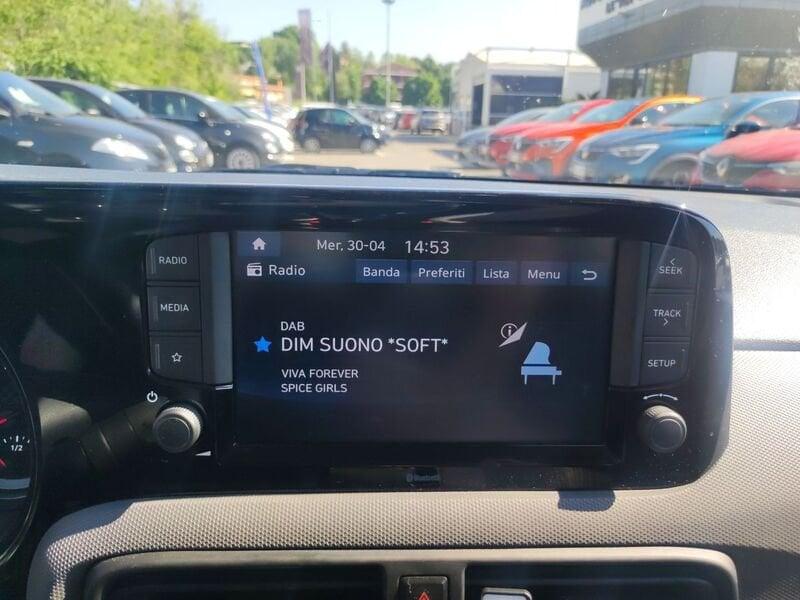 Mer, 30-04 14:53
Radio Banda Preferiti Lista Menu
DAB
DIM SUONO *SOFT*
VIVA FOREVER
SPICE GIRLS
RADIO
MEDIA
SEEK
TRACK
SETUP
Bluetooth
1/2